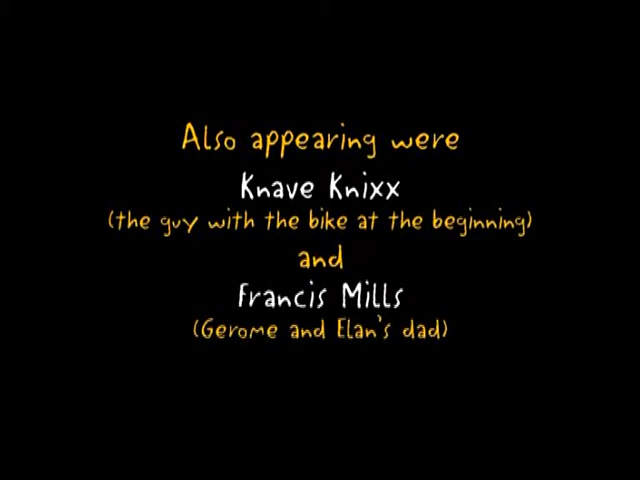 Also appearing were
Knave Knixx
(the guy with the bike at the beginning)
and
Francis Mills
(Gerome and Elan's dad)